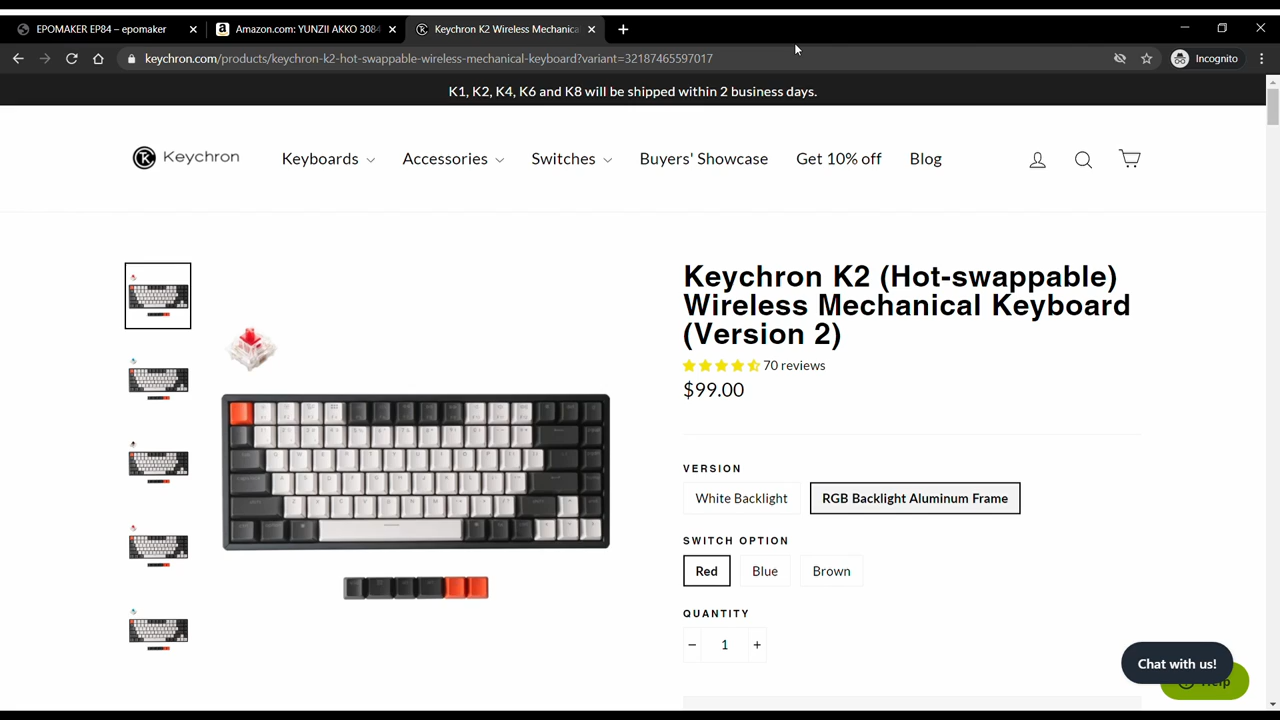 EPOMAKER EP84 – epomaker
Amazon.com: YUNZII AKKO 3084
Keychron K2 Wireless Mechanica
keychron.com/products/keychron-k2-hot-swappable-wireless-mechanical-keyboard?variant=32187465597017
Incognito
K1, K2, K4, K6 and K8 will be shipped within 2 business days.
Keychron
Keyboards
Accessories
Switches
Buyers' Showcase
Get 10% off
Blog
Keychron K2 (Hot-swappable)
Wireless Mechanical Keyboard
(Version 2)
70 reviews
$99.00
VERSION
White Backlight
RGB Backlight Aluminum Frame
SWITCH OPTION
Red
Blue
Brown
QUANTITY
− 1 +
Chat with us!
Help